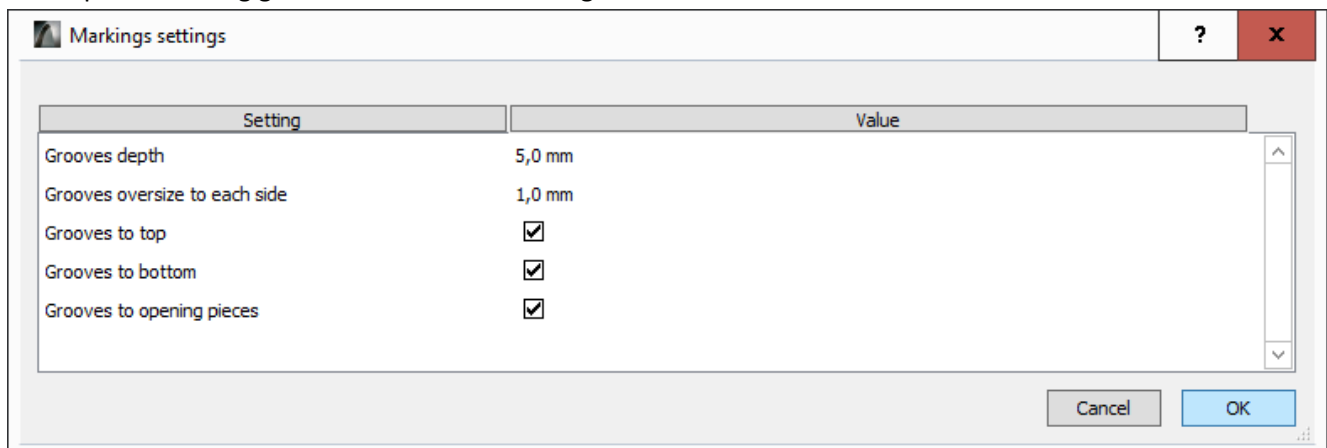 Markings settings ? x
Setting Value
Grooves depth 5,0 mm
Grooves oversize to each side 1,0 mm
Grooves to top
Grooves to bottom
Grooves to opening pieces
Cancel OK